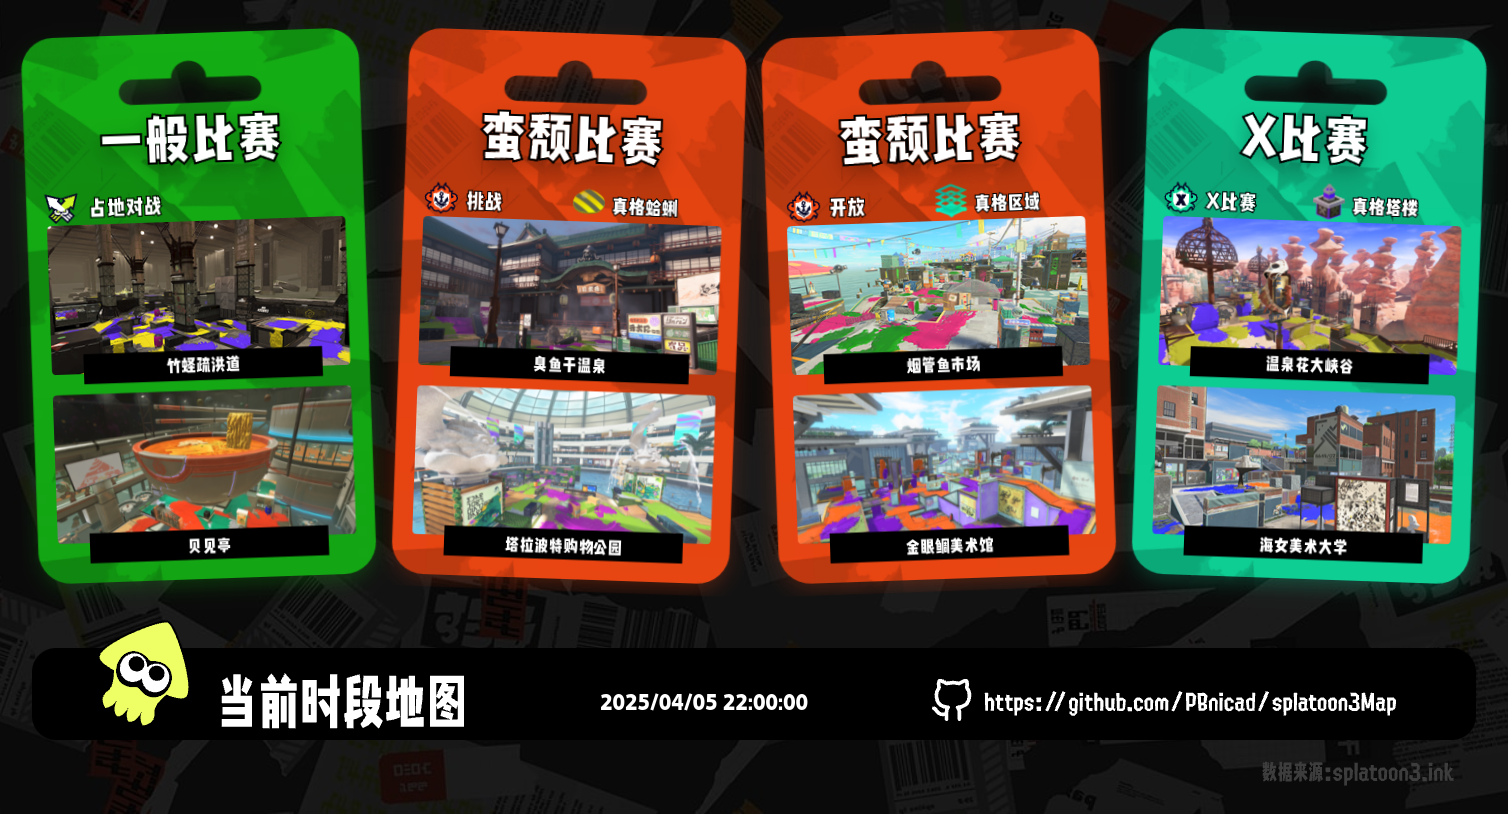 一般比赛
占地对战
竹蛏疏洪道
贝见亭
蛮颓比赛
挑战
真格蛤蜊
臭鱼干温泉
塔拉波特购物公园
蛮颓比赛
开放
真格区域
烟管鱼市场
金眼鲷美术馆
X比赛
X比赛
真格塔楼
温泉花大峡谷
海女美术大学
当前时段地图
2025/04/05 22:00:00
https://github.com/PBnicad/splatoon3Map
数据来源:splatoon3.ink